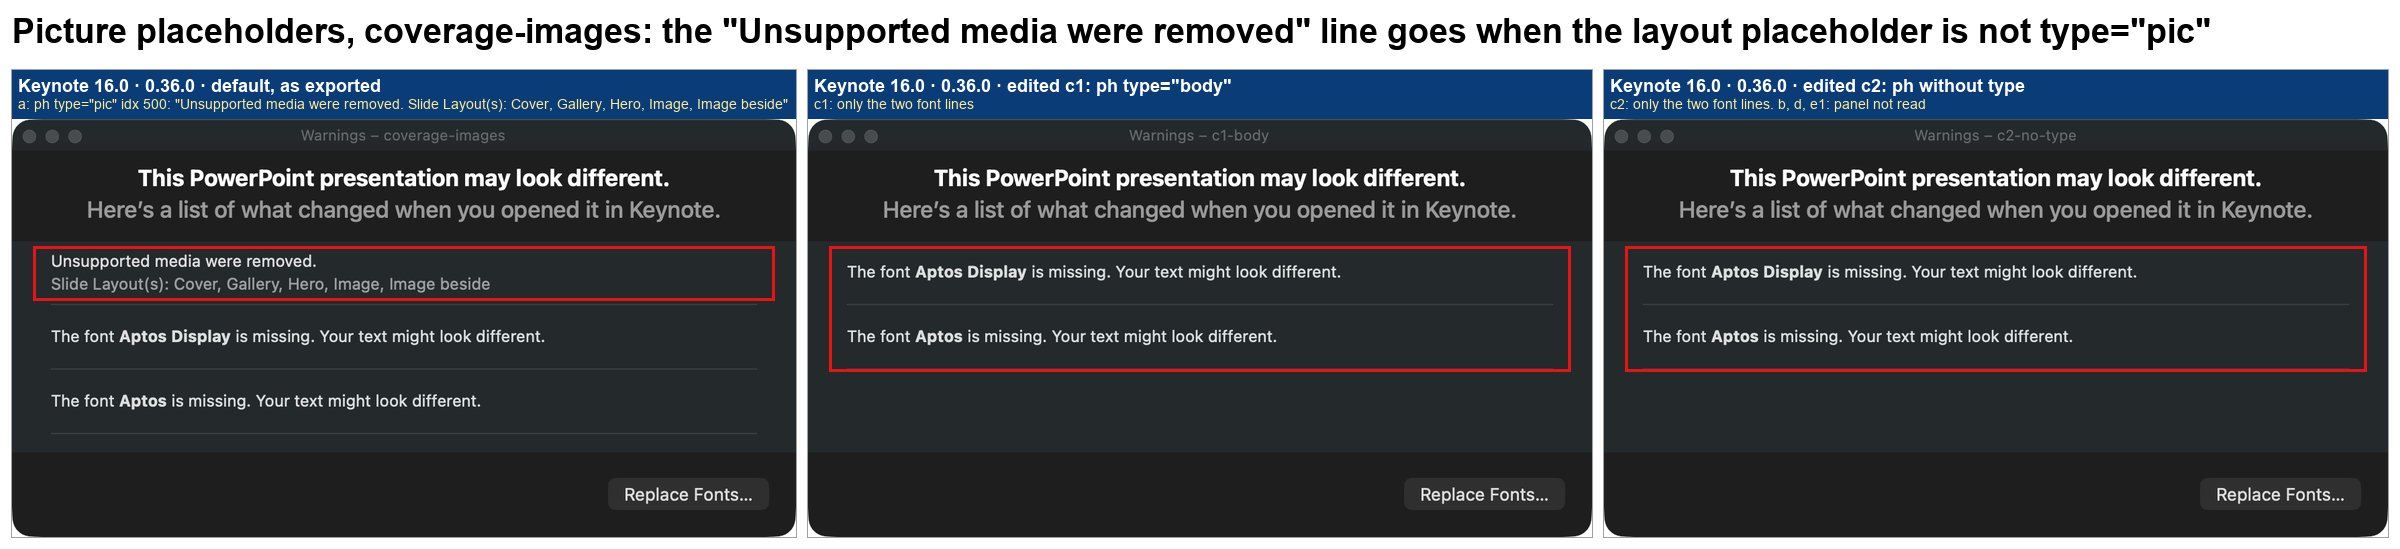 Picture placeholders, coverage-images: the "Unsupported media were removed" line goes when the layout placeholder is not type="pic"
Keynote 16.0 · 0.36.0 · default, as exported
a: ph type="pic" idx 500: "Unsupported media were removed. Slide Layout(s): Cover, Gallery, Hero, Image, Image beside"
Warnings – coverage-images
This PowerPoint presentation may look different.
Here's a list of what changed when you opened it in Keynote.
Unsupported media were removed.
Slide Layout(s): Cover, Gallery, Hero, Image, Image beside
The font Aptos Display is missing. Your text might look different.
The font Aptos is missing. Your text might look different.
Replace Fonts...
Keynote 16.0 · 0.36.0 · edited c1: ph type="body"
c1: only the two font lines
Warnings – c1-body
This PowerPoint presentation may look different.
Here's a list of what changed when you opened it in Keynote.
The font Aptos Display is missing. Your text might look different.
The font Aptos is missing. Your text might look different.
Replace Fonts...
Keynote 16.0 · 0.36.0 · edited c2: ph without type
c2: only the two font lines. b, d, e1: panel not read
Warnings – c2-no-type
This PowerPoint presentation may look different.
Here's a list of what changed when you opened it in Keynote.
The font Aptos Display is missing. Your text might look different.
The font Aptos is missing. Your text might look different.
Replace Fonts...